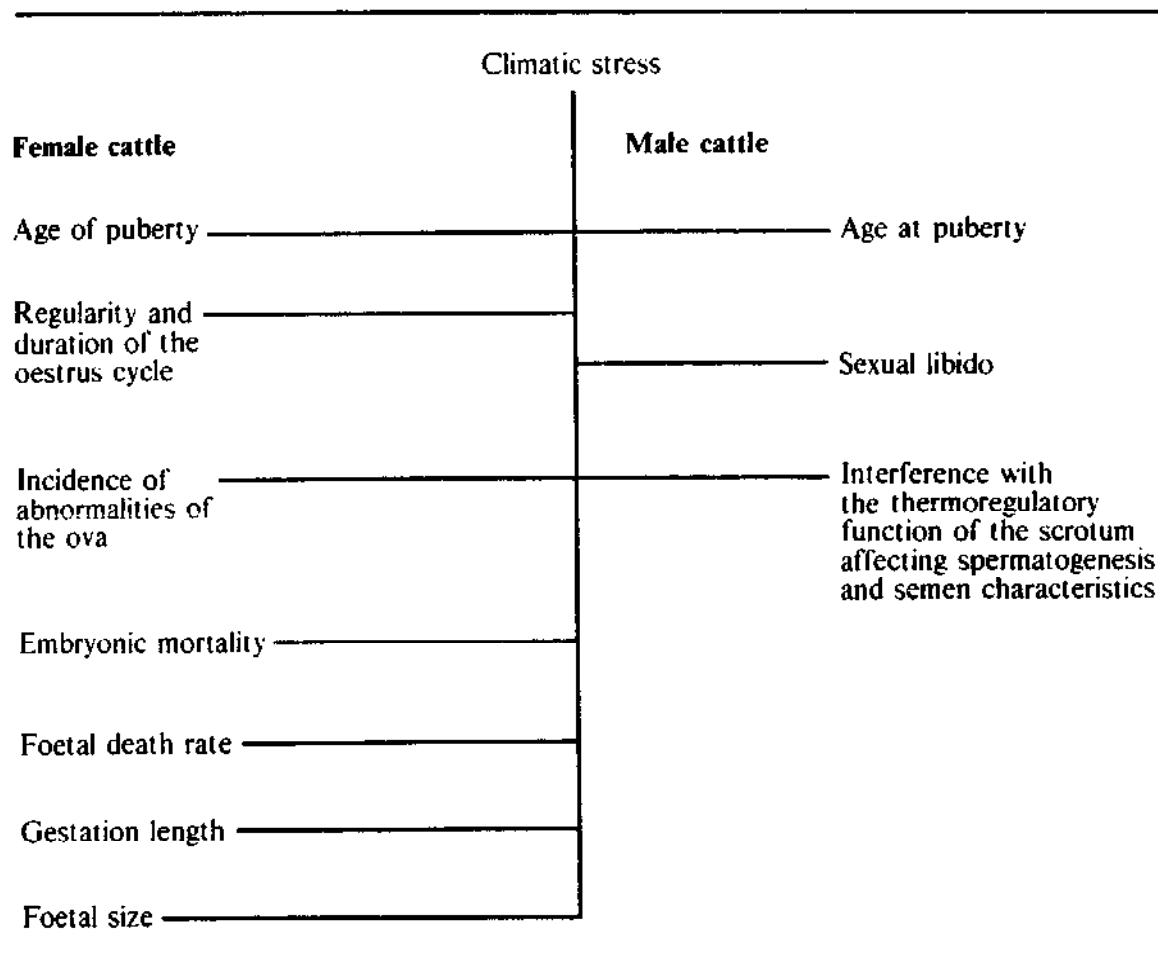 Climatic stress
Female cattle
Male cattle
Age of puberty
Age at puberty
Regularity and
duration of the
oestrus cycle
Sexual libido
Incidence of
abnormalities of
the ova
Interference with
the thermoregulatory
function of the scrotum
affecting spermatogenesis
and semen characteristics
Embryonic mortality
Foetal death rate
Gestation length
Foetal size